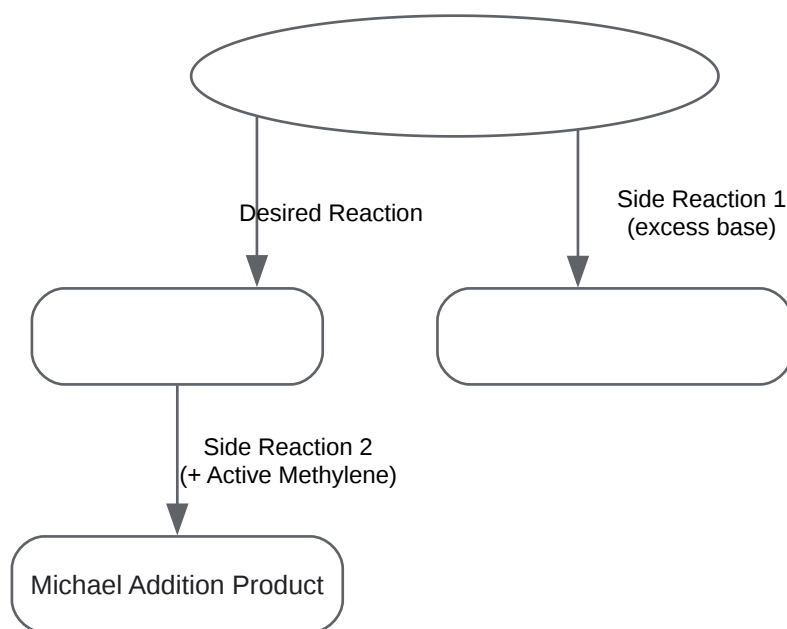 Desired Reaction
Side Reaction 1
(excess base)
Side Reaction 2
(+ Active Methylene)
Michael Addition Product